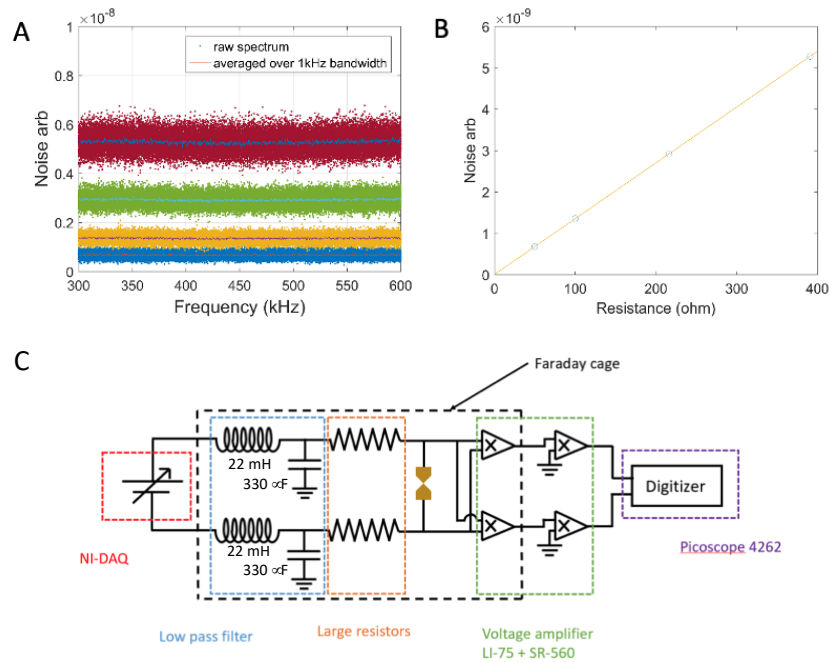 A
×10⁻⁸
1
0.8
0.6
0.4
0.2
0
300
350
400
450
500
550
600
Noise arb
Frequency (kHz)
raw spectrum
averaged over 1kHz bandwidth
B
×10⁻⁹
6
5
4
3
2
1
0
0
100
200
300
400
Noise arb
Resistance (ohm)
C
Faraday cage
22 mH
330 ∝F
22 mH
330 ∝F
NI-DAQ
Digitizer
Picoscope 4262
Low pass filter
Large resistors
Voltage amplifier
LI-75 + SR-560